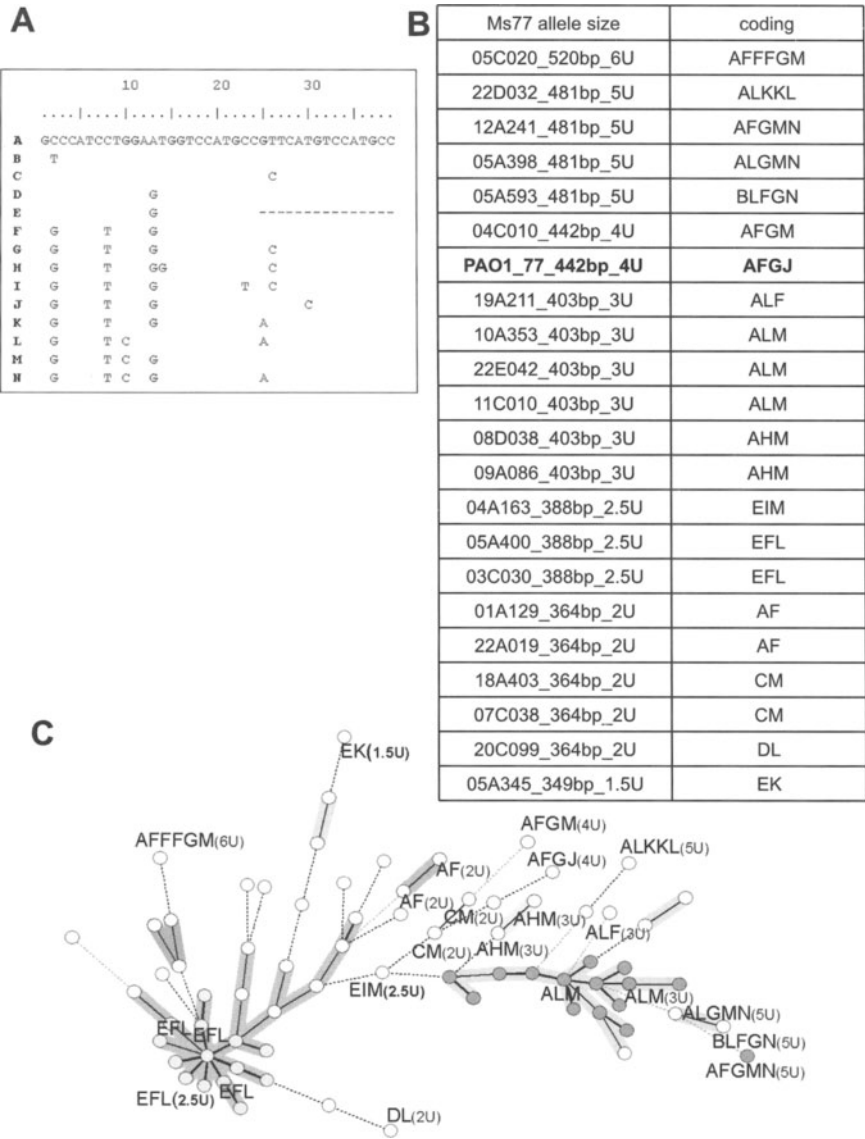 A
10 20 30
....|....|....|....|....|....|....|....
A GCCCATCCTGGAATGGTCCATGCCGTTCATGTCCATGCC
B T
C C
D G
E G ---------------
F G T G
G G T G C
H G T GG C
I G T G T C
J G T G C
K G T G A
L G TC A
M G TC G
N G TC G A
B
Ms77 allele size coding
05C020_520bp_6U AFFFGM
22D032_481bp_5U ALKKL
12A241_481bp_5U AFGMN
05A398_481bp_5U ALGMN
05A593_481bp_5U BLFGN
04C010_442bp_4U AFGM
PAO1_77_442bp_4U AFGJ
19A211_403bp_3U ALF
10A353_403bp_3U ALM
22E042_403bp_3U ALM
11C010_403bp_3U ALM
08D038_403bp_3U AHM
09A086_403bp_3U AHM
04A163_388bp_2.5U EIM
05A400_388bp_2.5U EFL
03C030_388bp_2.5U EFL
01A129_364bp_2U AF
22A019_364bp_2U AF
18A403_364bp_2U CM
07C038_364bp_2U CM
20C099_364bp_2U DL
05A345_349bp_1.5U EK
C
EK(1.5U)
AFFFGM(6U)
AFGM(4U)
AFGJ(4U)
ALKKL(5U)
AF(2U)
AF(2U)
CM(2U)
AHM(3U)
ALF(3U)
CM(2U)
AHM(3U)
EIM(2.5U)
ALM
ALM(3U)
ALGMN(5U)
BLFGN(5U)
AFGMN(5U)
EFL
EFL
EFL(2.5U)
EFL
DL(2U)